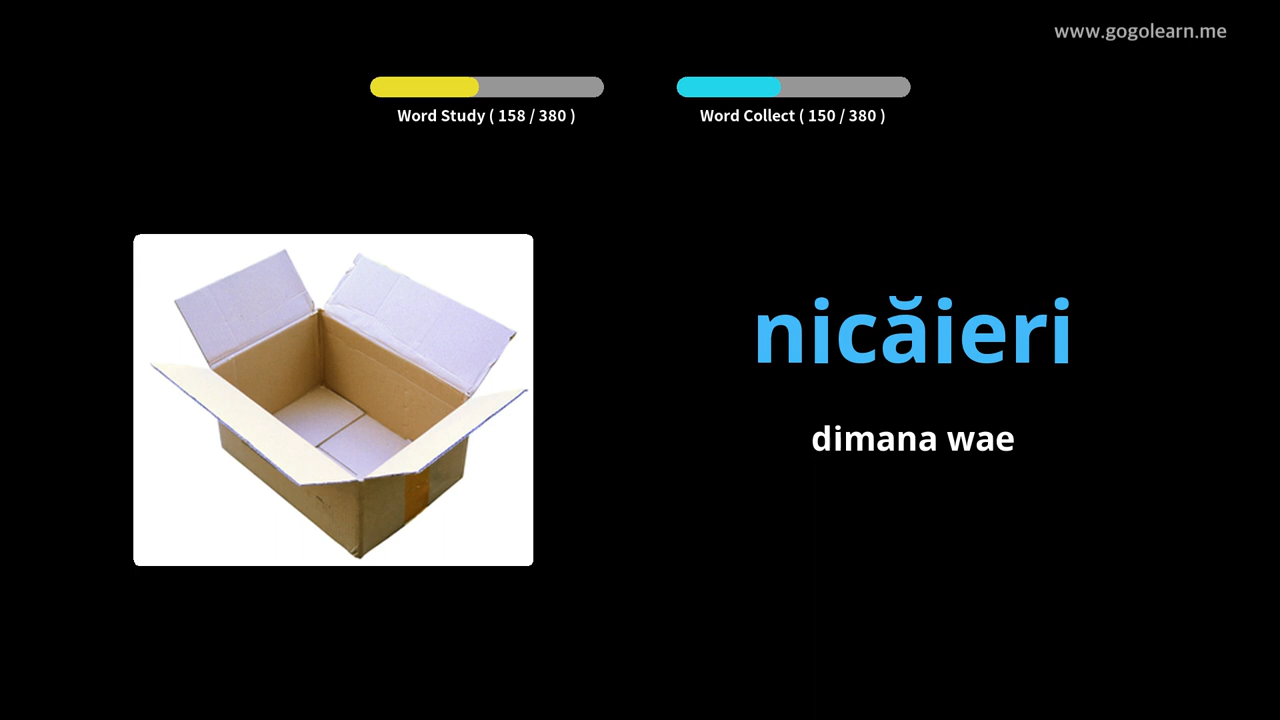 www.gogolearn.me
Word Study ( 158 / 380 )
Word Collect ( 150 / 380 )
nicăieri
dimana wae